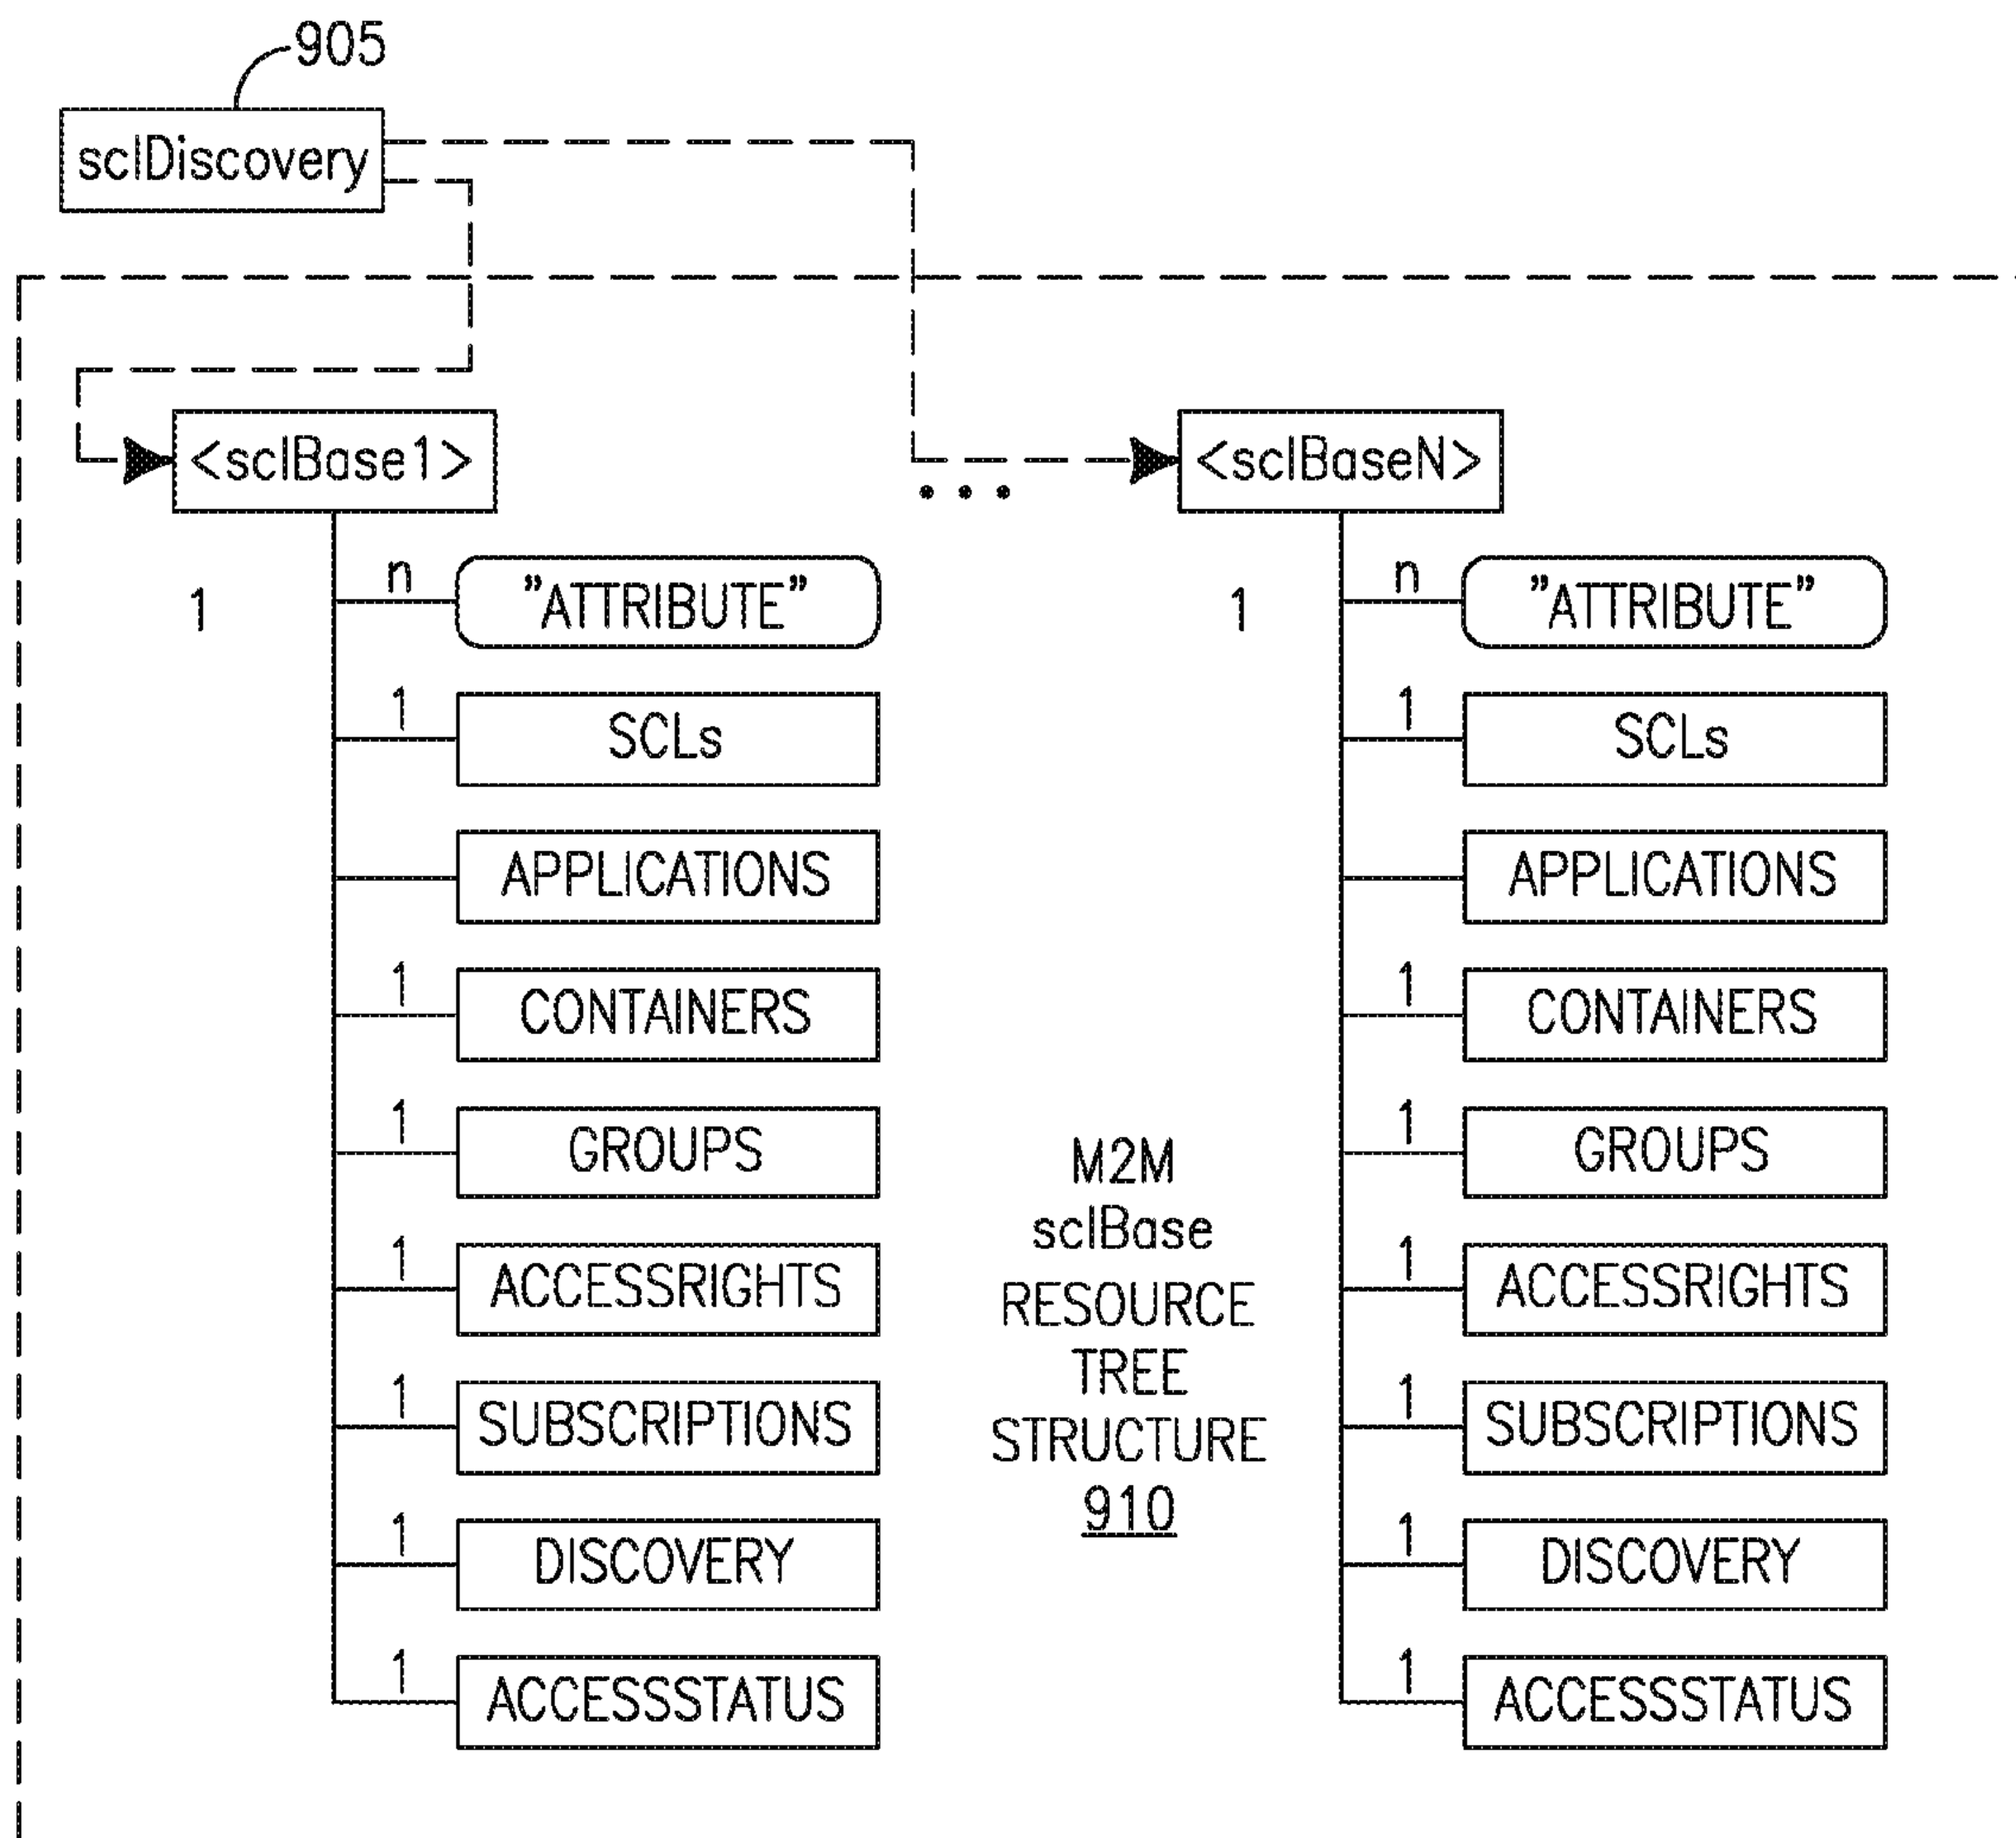 905
sclDiscovery
<sclBase1>
1
n
"ATTRIBUTE"
1
SCLs
APPLICATIONS
1
CONTAINERS
1
GROUPS
1
ACCESSRIGHTS
1
SUBSCRIPTIONS
1
DISCOVERY
1
ACCESSSTATUS
...
M2M
sclBase
RESOURCE
TREE
STRUCTURE
910
<sclBaseN>
1
n
"ATTRIBUTE"
1
SCLs
APPLICATIONS
1
CONTAINERS
1
GROUPS
1
ACCESSRIGHTS
1
SUBSCRIPTIONS
1
DISCOVERY
1
ACCESSSTATUS